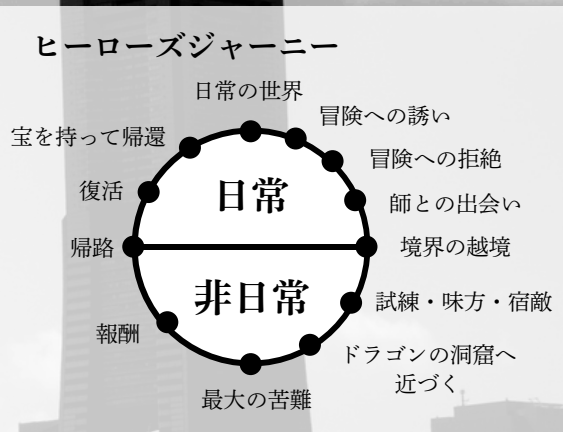 ヒーローズジャーニー
日常の世界
冒険への誘い
冒険への拒絶
師との出会い
境界の越境
試練・味方・宿敵
ドラゴンの洞窟へ
近づく
最大の苦難
報酬
帰路
復活
宝を持って帰還
日常
非日常